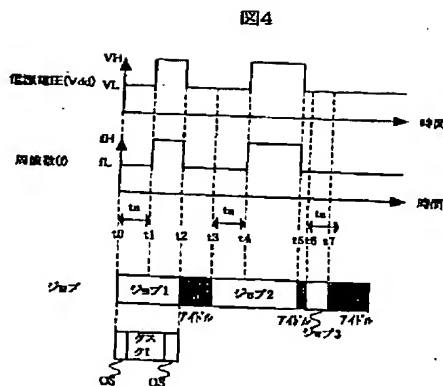 図4
VH
電源電圧(Vdd)
VL
時間
fH
周波数(f)
fL
時間
tm
tm
tm
t0 t1 t2 t3 t4 t5 t6 t7
ジョブ
ジョブ1
ジョブ2
アイドル
アイドル
アイドル
ジョブ3
タス
ク1
OS
OS